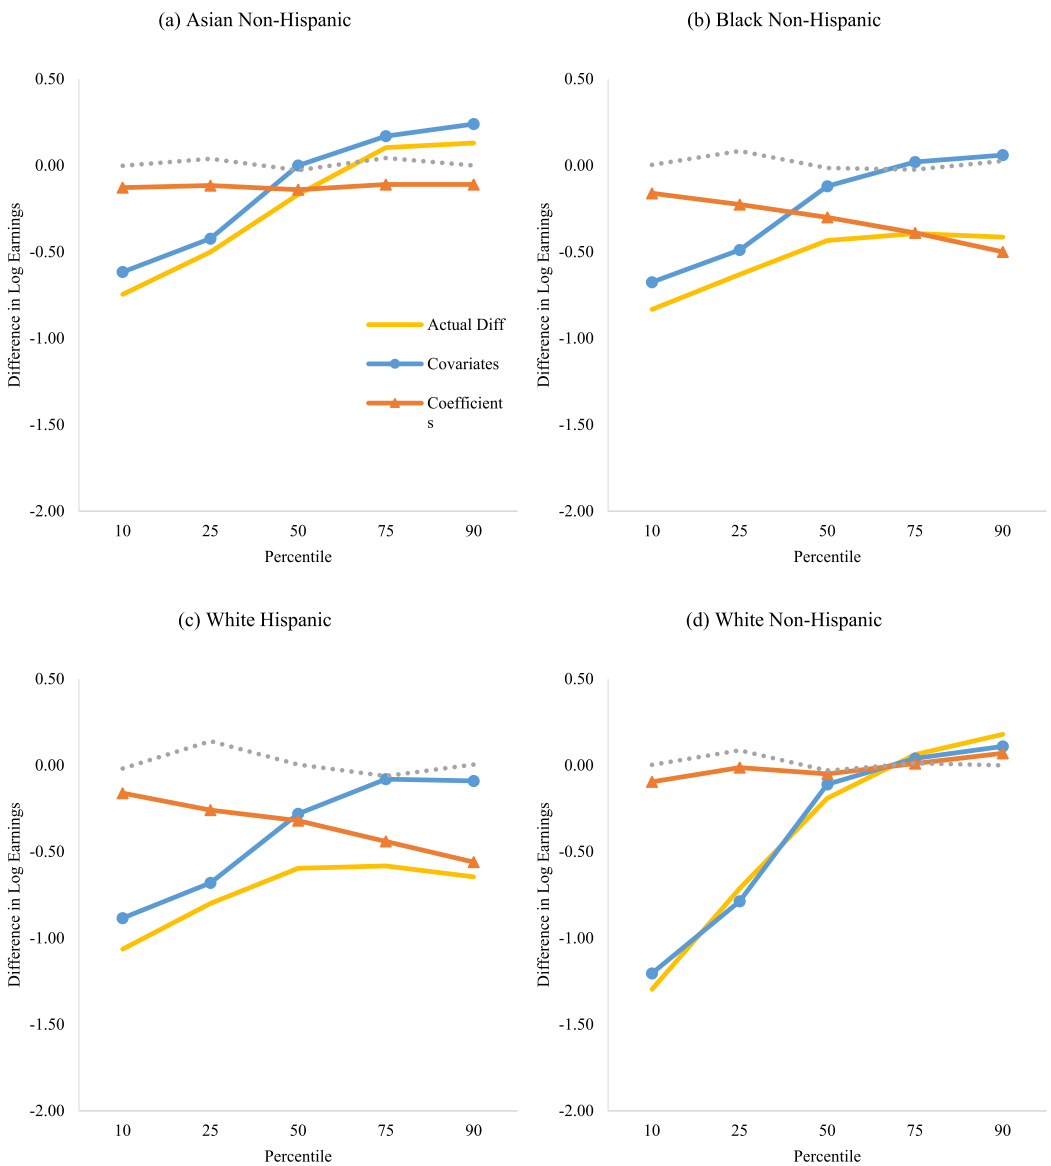 (a) Asian Non-Hispanic
0.50
0.00
-0.50
-1.00
-1.50
-2.00
Difference in Log Earnings
10 25 50 75 90
Percentile
Actual Diff
Covariates
Coefficient
s
(b) Black Non-Hispanic
0.50
0.00
-0.50
-1.00
-1.50
-2.00
Difference in Log Earnings
10 25 50 75 90
Percentile
(c) White Hispanic
0.50
0.00
-0.50
-1.00
-1.50
-2.00
Difference in Log Earnings
10 25 50 75 90
Percentile
(d) White Non-Hispanic
0.50
0.00
-0.50
-1.00
-1.50
-2.00
Difference in Log Earnings
10 25 50 75 90
Percentile